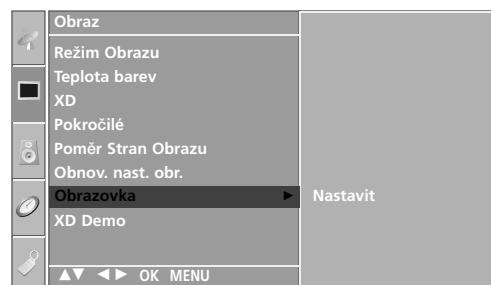 Obraz
Režim Obrazu
Teplota barev
XD
Pokročilé
Poměr Stran Obrazu
Obnov. nast. obr.
Obrazovka ► Nastavit
XD Demo
▲▼ ◄► OK MENU